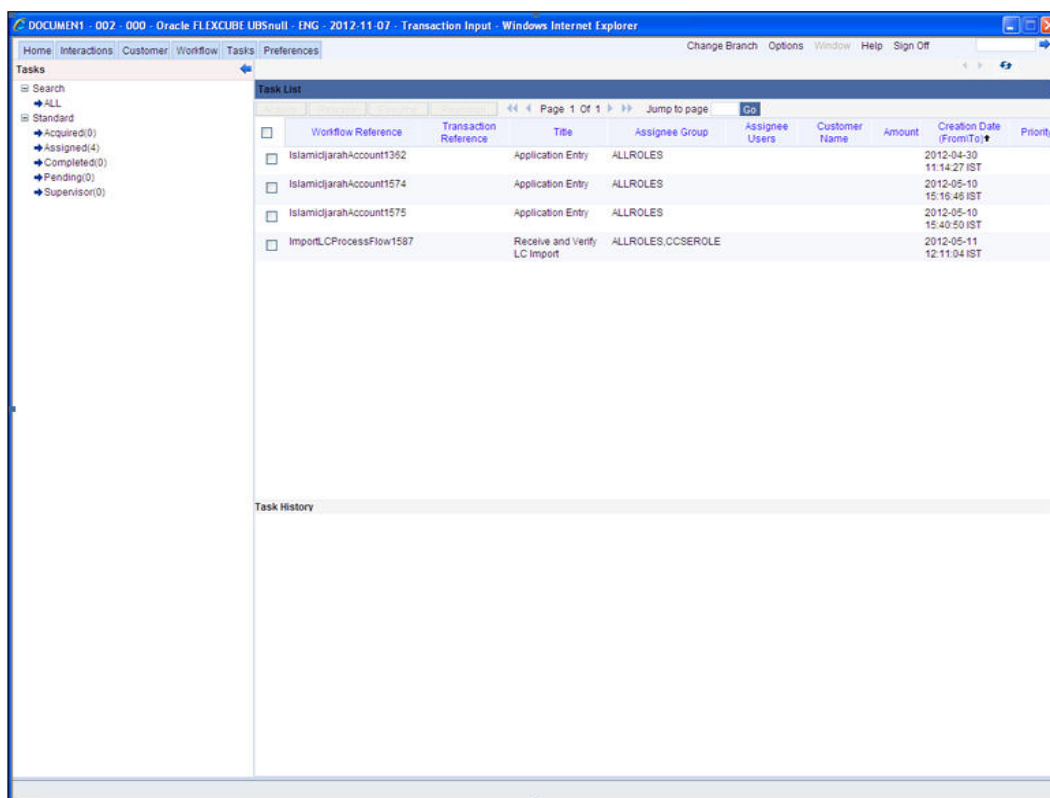 DOCUMEN1 - 002 - 000 - Oracle FLEXCUBE UBSnull - ENG - 2012-11-07 - Transaction Input - Windows Internet Explorer
Home Interactions Customer Workflow Tasks Preferences
Change Branch Options Window Help Sign Off
Tasks
Search
ALL
Standard
Acquired(0)
Assigned(4)
Completed(0)
Pending(0)
Supervisor(0)
Task List
Page 1 Of 1 Jump to page Go
Workflow Reference Transaction Reference Title Assignee Group Assignee Users Customer Name Amount Creation Date (From\To) Priority
IslamicIjarahAccount1362 Application Entry ALLROLES 2012-04-30
11:14:27 IST
IslamicIjarahAccount1574 Application Entry ALLROLES 2012-05-10
15:16:46 IST
IslamicIjarahAccount1575 Application Entry ALLROLES 2012-05-10
15:40:50 IST
ImportLCProcessFlow1587 Receive and Verify ALLROLES,CCSEROLE 2012-05-11
LC Import 12:11:04 IST
Task History